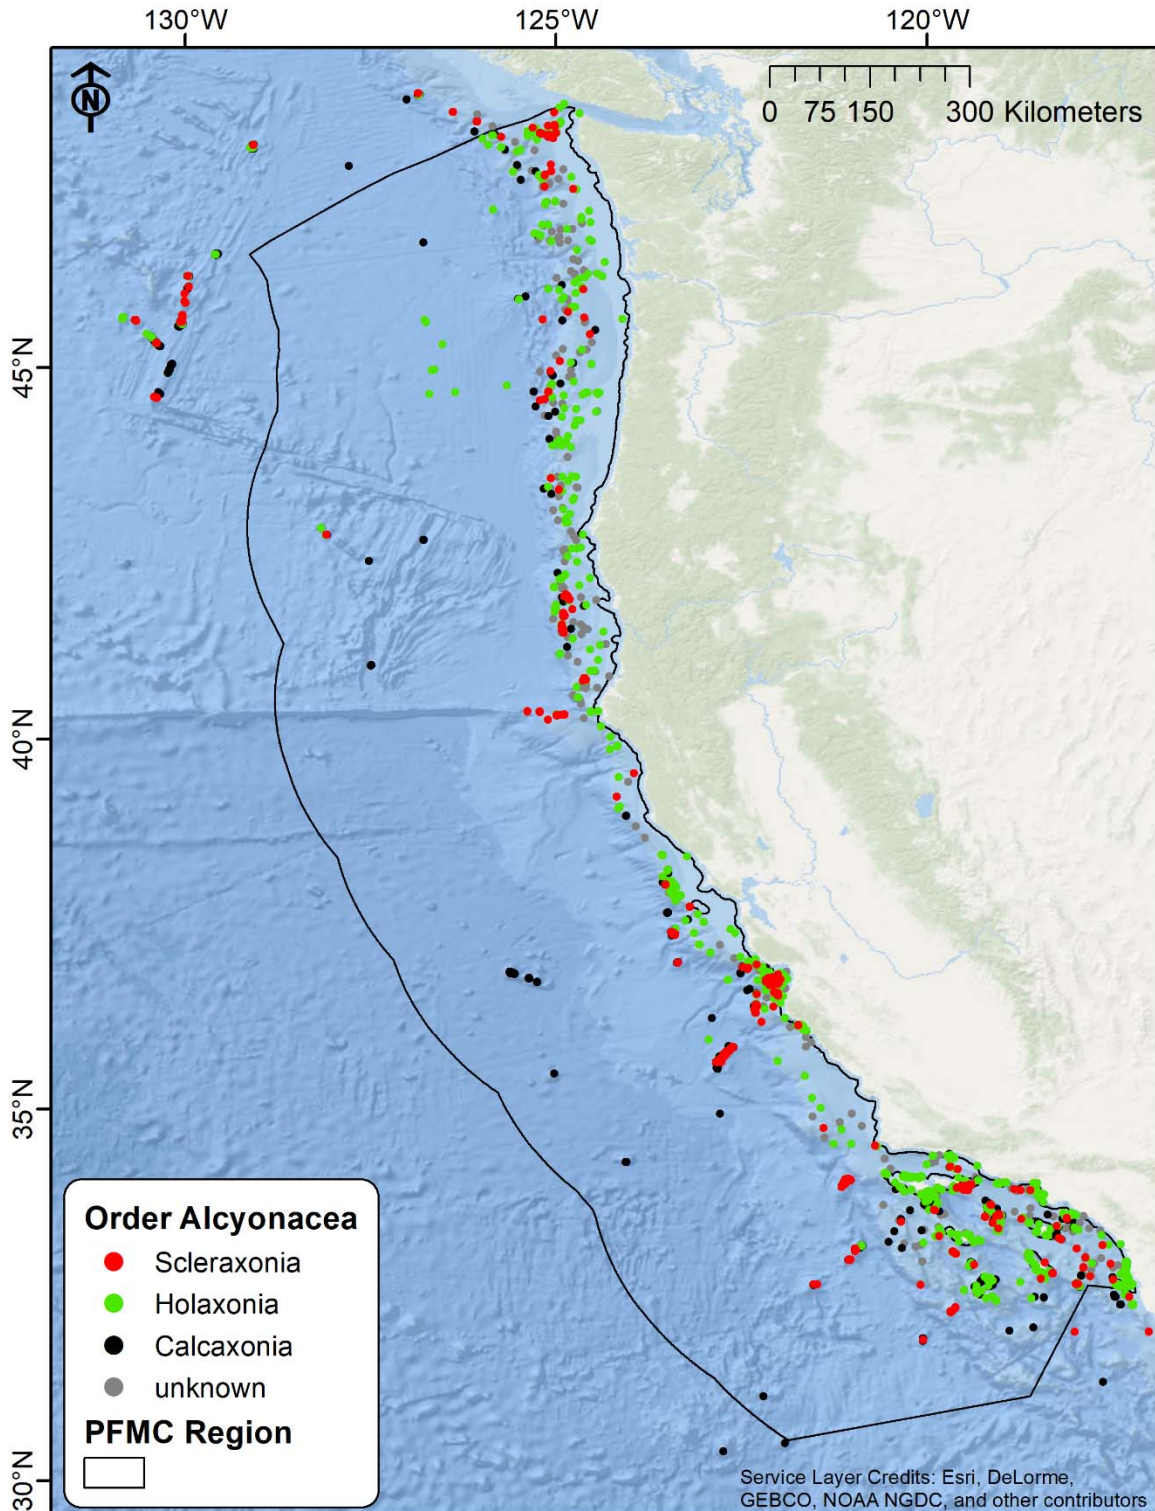 130°W 125°W 120°W
N
0 75 150 300 Kilometers
45°N
40°N
35°N
30°N
Order Alcyonacea
Scleraxonia
Holaxonia
Calcaxonia
unknown
PFMC Region
Service Layer Credits: Esri, DeLorme,
GEBCO, NOAA NGDC, and other contributors